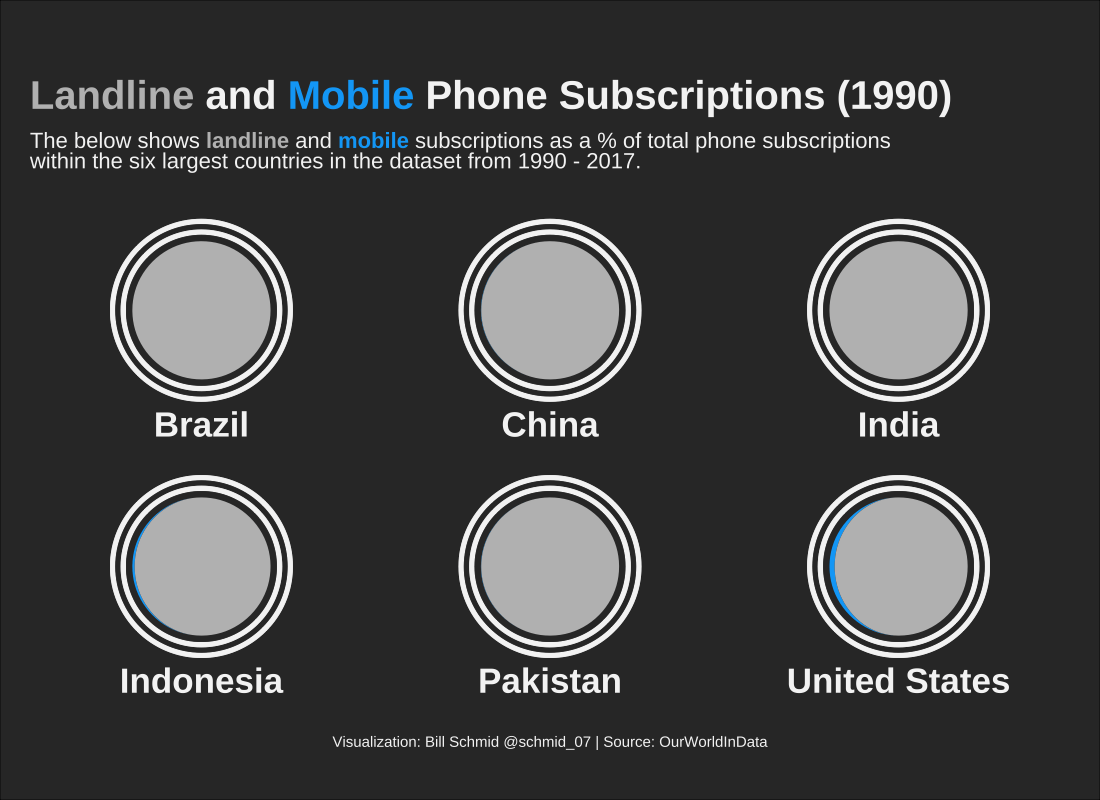 Landline and Mobile Phone Subscriptions (1990)
The below shows landline and mobile subscriptions as a % of total phone subscriptions
within the six largest countries in the dataset from 1990 - 2017.
Brazil
China
India
Indonesia
Pakistan
United States
Visualization: Bill Schmid @schmid_07 | Source: OurWorldInData